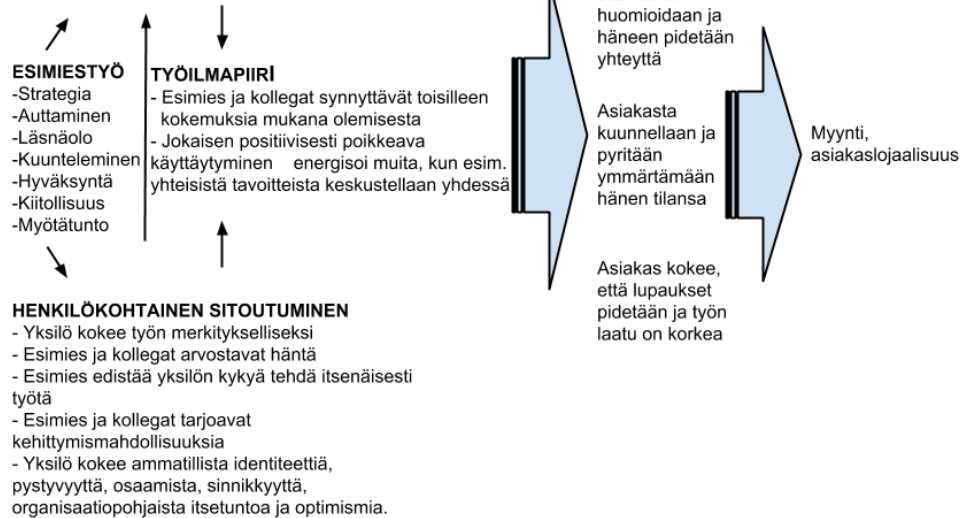 huomioidaan ja
häneen pidetään
yhteyttä
ESIMIESTYÖ
-Strategia
-Auttaminen
-Läsnäolo
-Kuunteleminen
-Hyväksyntä
-Kiitollisuus
-Myötätunto
TYÖILMAPIIRI
- Esimies ja kollegat synnyttävät toisilleen
kokemuksia mukana olemisesta
- Jokaisen positiivisesti poikkeava
käyttäytyminen energisoi muita, kun esim.
yhteisistä tavoitteista keskustellaan yhdessä
Asiakasta
kuunnellaan ja
pyritään
ymmärtämään
hänen tilansa
Myynti,
asiakaslojaalisuus
Asiakas kokee,
että lupaukset
pidetään ja työn
laatu on korkea
HENKILÖKOHTAINEN SITOUTUMINEN
- Yksilö kokee työn merkitykselliseksi
- Esimies ja kollegat arvostavat häntä
- Esimies edistää yksilön kykyä tehdä itsenäisesti
työtä
- Esimies ja kollegat tarjoavat
kehittymismahdollisuuksia
- Yksilö kokee ammatillista identiteettiä,
pystyvyyttä, osaamista, sinnikkyyttä,
organisaatiopohjaista itsetuntoa ja optimismia.